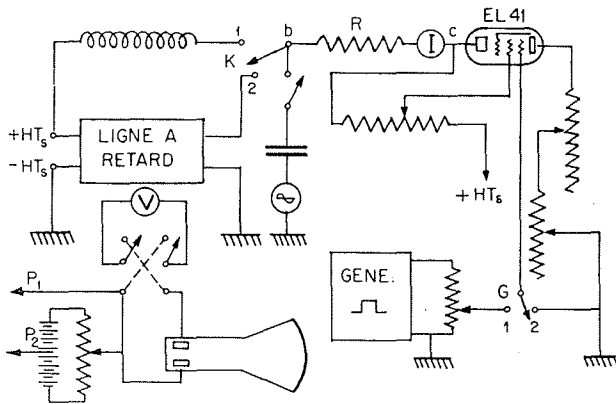 1
b
R
I
C
EL 41
K
2
+HTs
LIGNE A
RETARD
-HTs
+HTs
V
P1
P2
GENE.
G
1
2